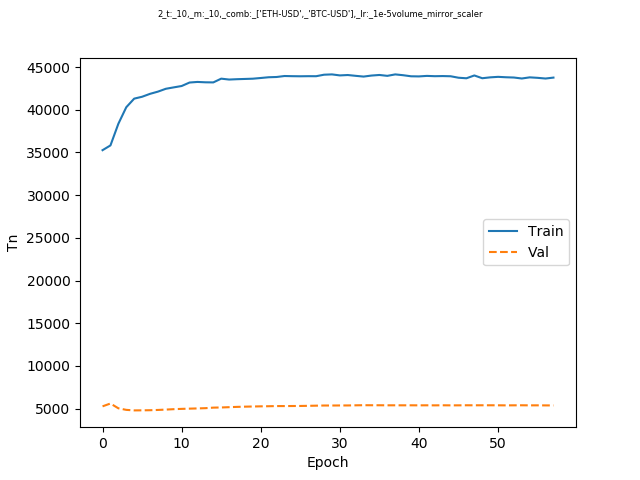 2_t:_10,_m:_10,_comb:_['ETH-USD',_'BTC-USD'],_lr:_1e-5volume_mirror_scaler
45000
40000
35000
30000
25000
20000
15000
10000
5000
Tn
Train
Val
0 10 20 30 40 50
Epoch